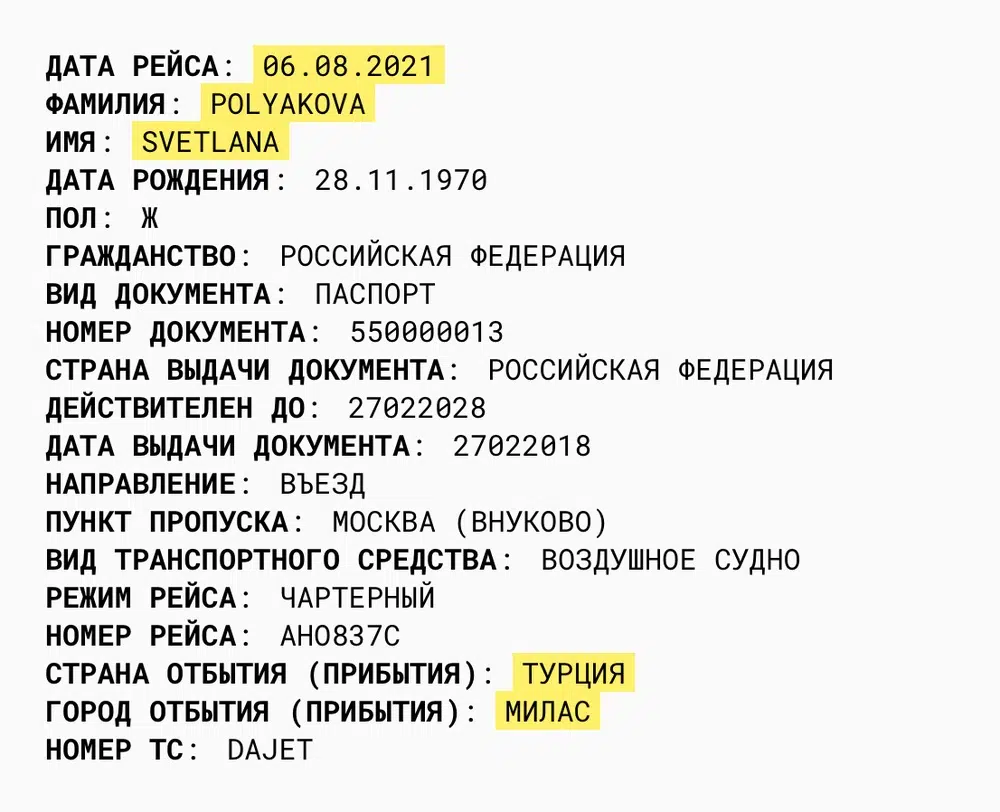 ДАТА РЕЙСА: 06.08.2021
ФАМИЛИЯ: POLYAKOVA
ИМЯ: SVETLANA
ДАТА РОЖДЕНИЯ: 28.11.1970
ПОЛ: Ж
ГРАЖДАНСТВО: РОССИЙСКАЯ ФЕДЕРАЦИЯ
ВИД ДОКУМЕНТА: ПАСПОРТ
НОМЕР ДОКУМЕНТА: 550000013
СТРАНА ВЫДАЧИ ДОКУМЕНТА: РОССИЙСКАЯ ФЕДЕРАЦИЯ
ДЕЙСТВИТЕЛЕН ДО: 27022028
ДАТА ВЫДАЧИ ДОКУМЕНТА: 27022018
НАПРАВЛЕНИЕ: ВЪЕЗД
ПУНКТ ПРОПУСКА: МОСКВА (ВНУКОВО)
ВИД ТРАНСПОРТНОГО СРЕДСТВА: ВОЗДУШНОЕ СУДНО
РЕЖИМ РЕЙСА: ЧАРТЕРНЫЙ
НОМЕР РЕЙСА: AHO837C
СТРАНА ОТБЫТИЯ (ПРИБЫТИЯ): ТУРЦИЯ
ГОРОД ОТБЫТИЯ (ПРИБЫТИЯ): МИЛАС
НОМЕР ТС: DAJET